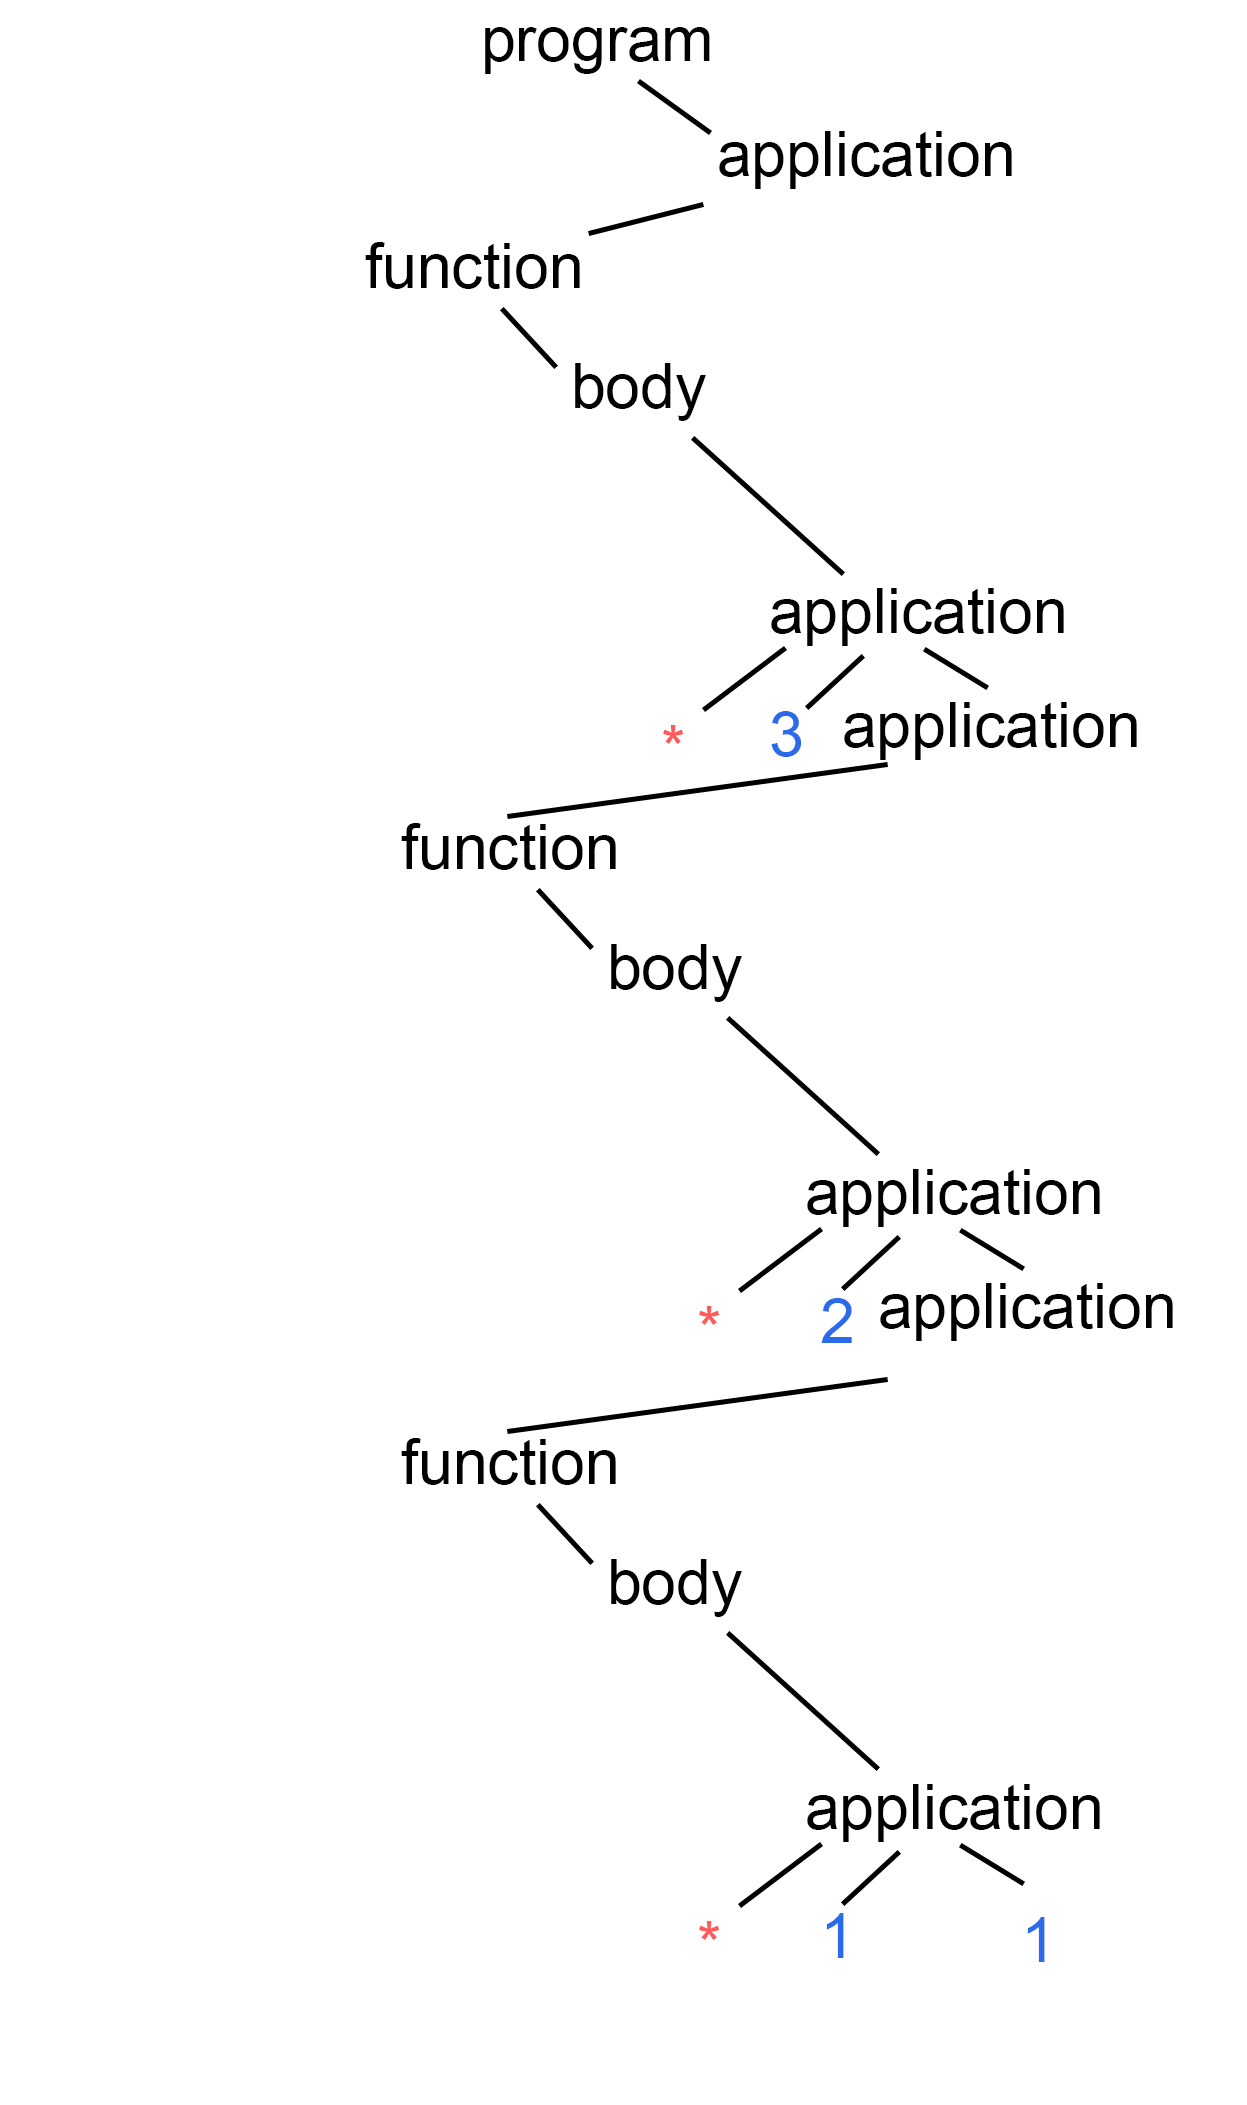 program
application
function
body
application
* 3 application
function
body
application
* 2 application
function
body
application
* 1 1